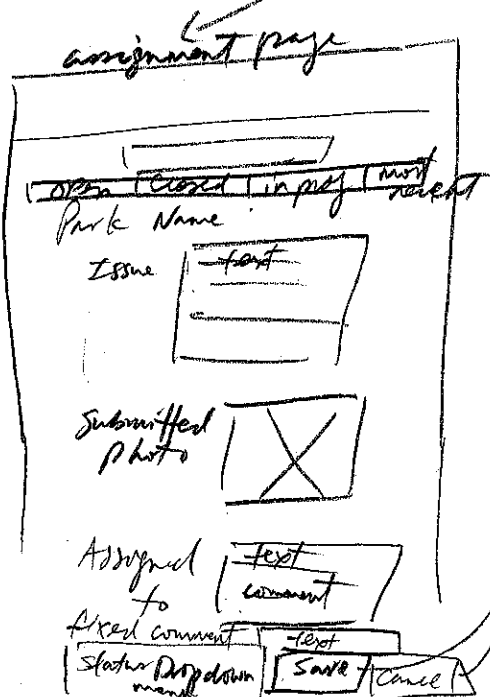 assignment page
open closed in prog most recent
Park Name
Issue text
Submitted
photo
Assigned text
to comment
fixed comment text
Status Dropdown menu Save Cancel